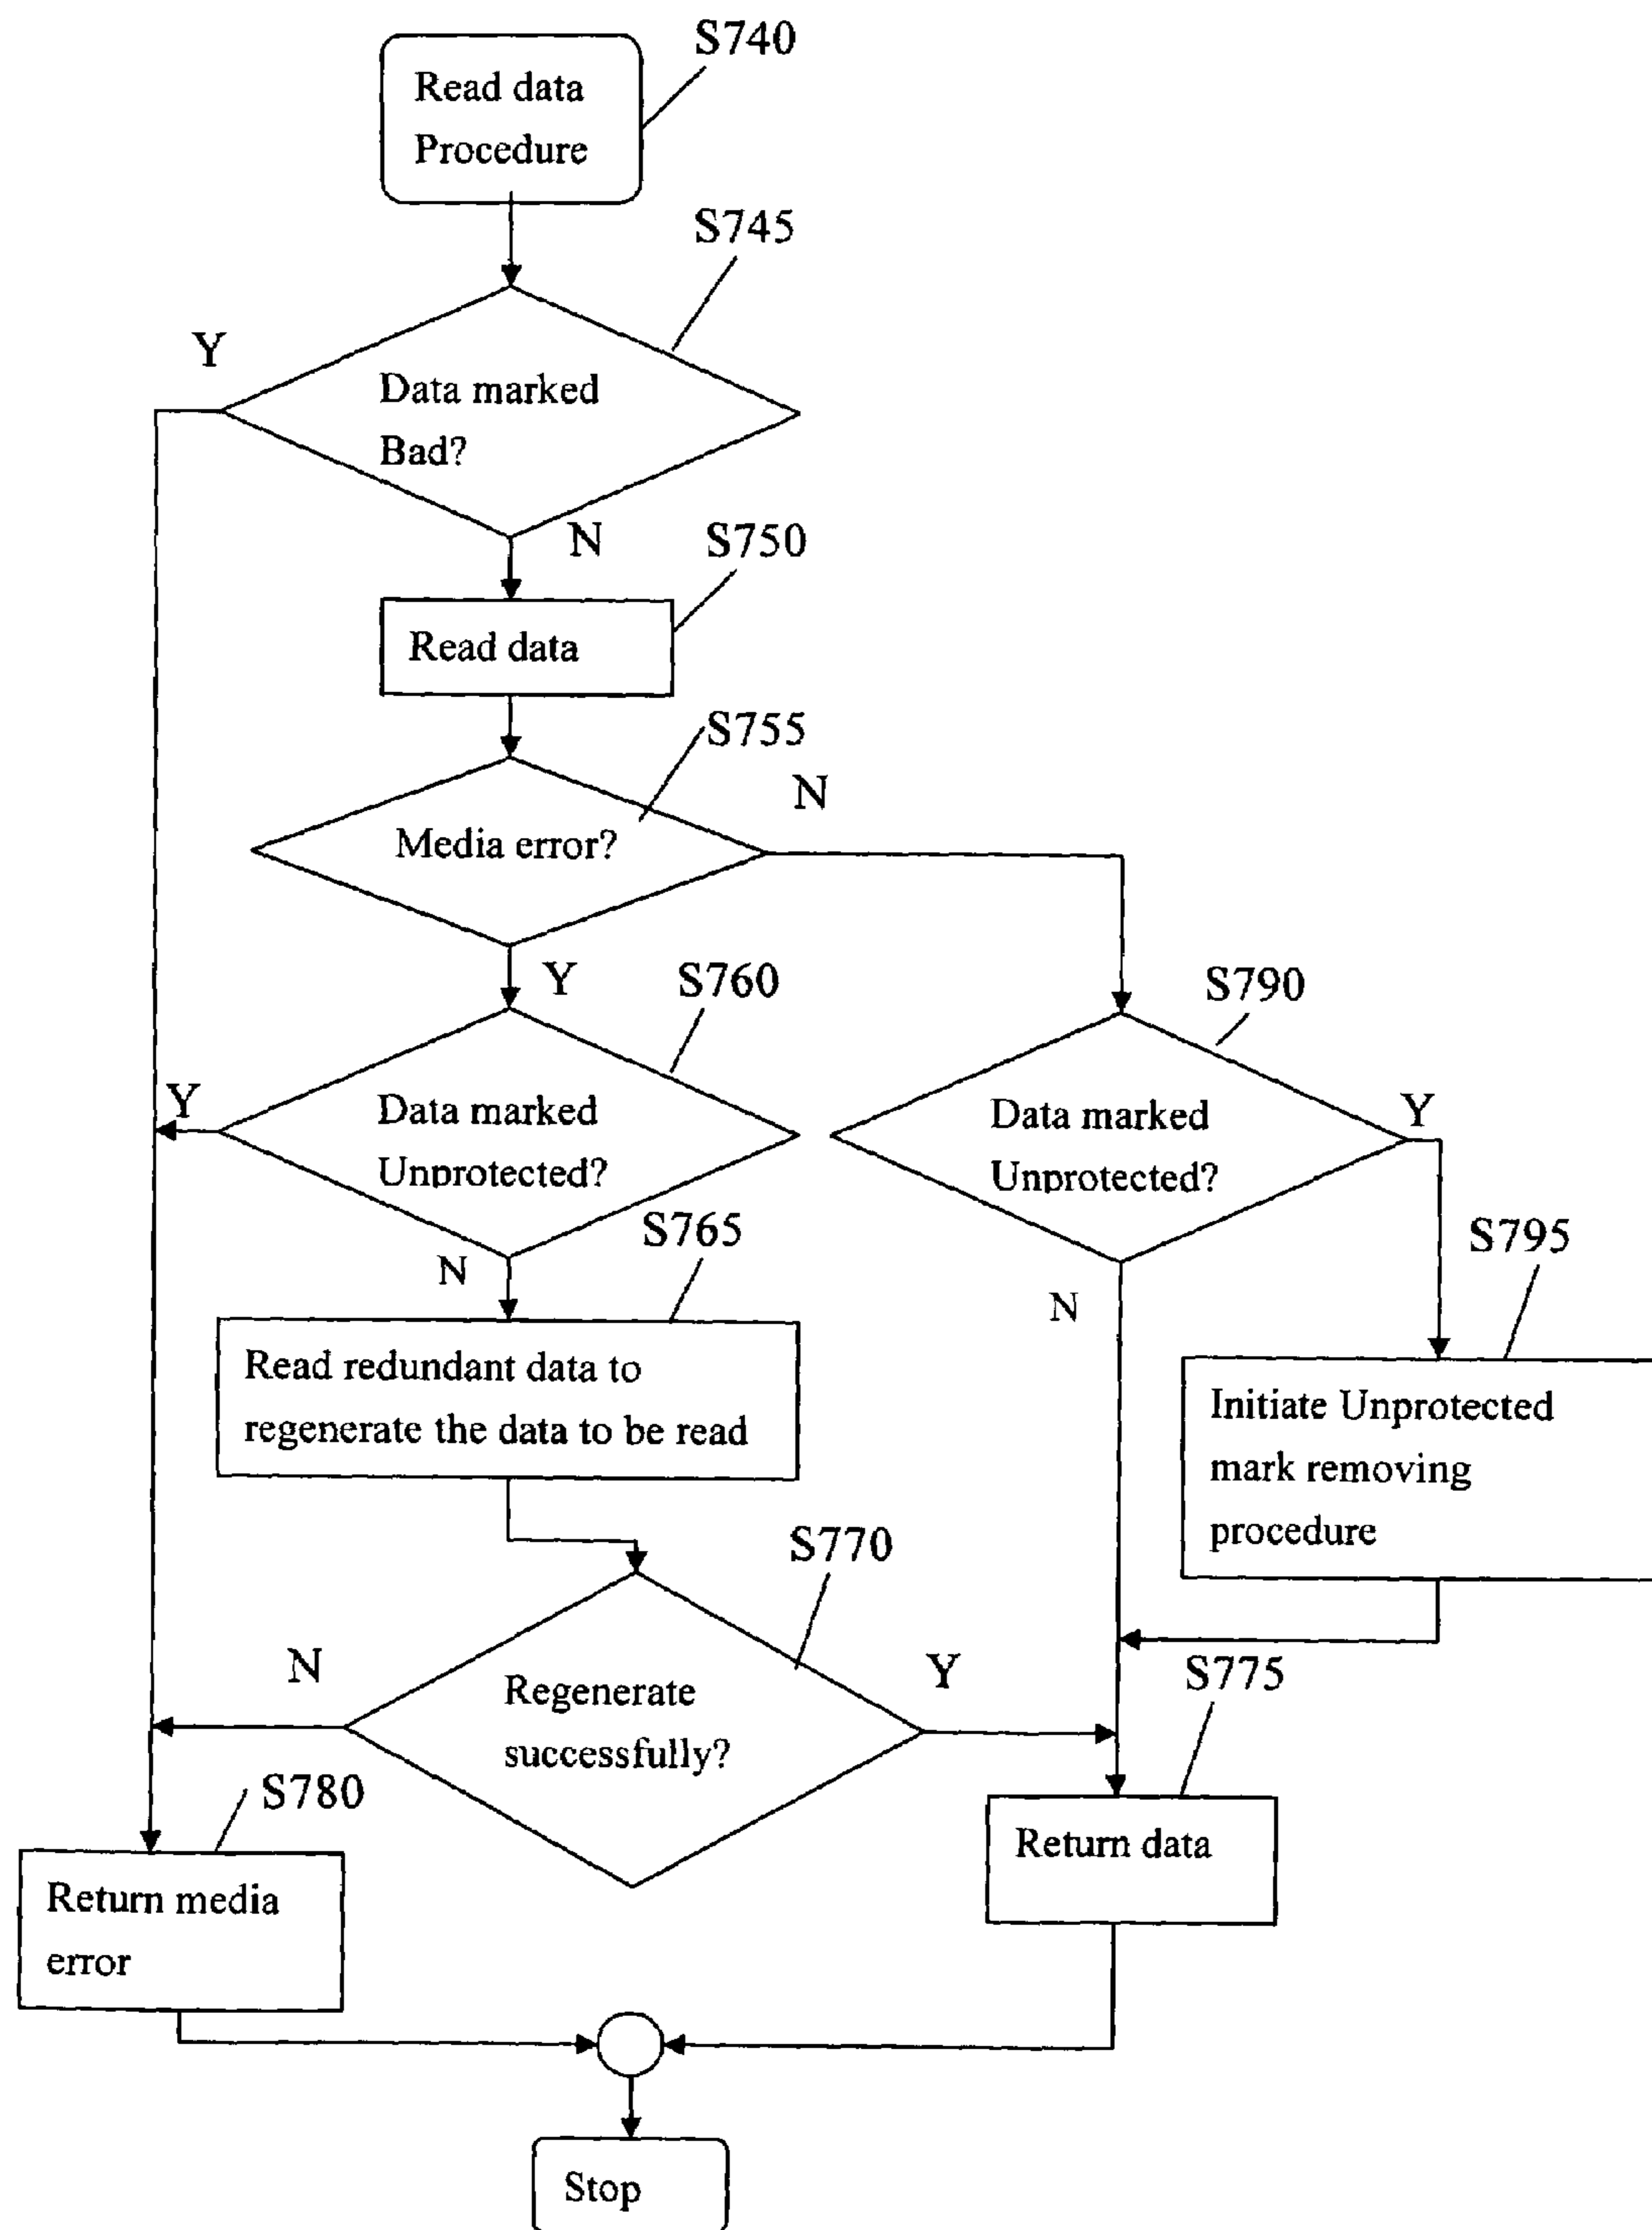 S740
Read data
Procedure
S745
Y
Data marked
Bad?
N
S750
Read data
S755
N
Media error?
Y
S760
S790
Y
Data marked
Unprotected?
Data marked
Unprotected?
Y
S765
N
S795
N
Read redundant data to
regenerate the data to be read
Initiate Unprotected
mark removing
procedure
S770
N
Regenerate
successfully?
Y
S775
S780
Return data
Return media
error
Stop